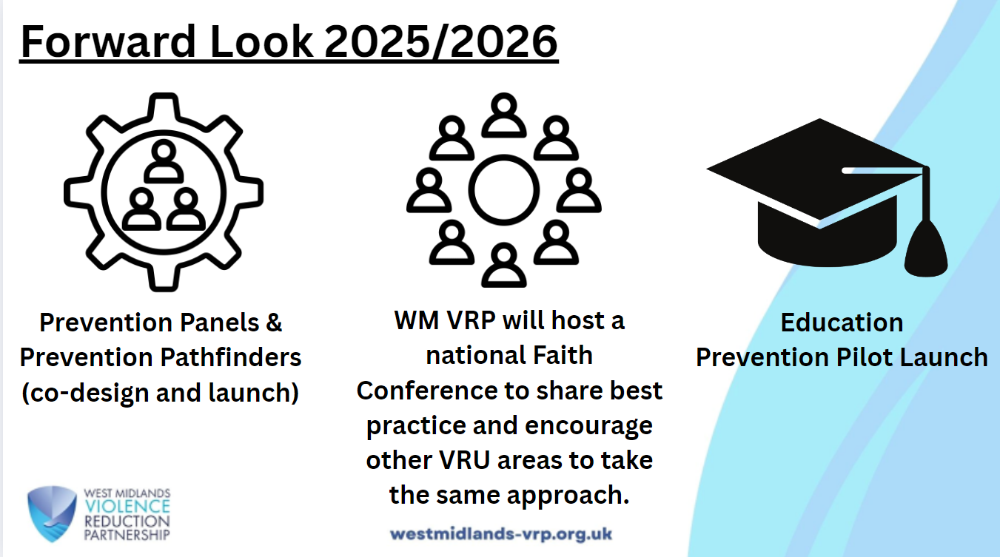 Forward Look 2025/2026
Prevention Panels &
Prevention Pathfinders
(co-design and launch)
WM VRP will host a
national Faith
Conference to share best
practice and encourage
other VRU areas to take
the same approach.
Education
Prevention Pilot Launch
WEST MIDLANDS
VIOLENCE
REDUCTION
PARTNERSHIP
westmidlands-vrp.org.uk